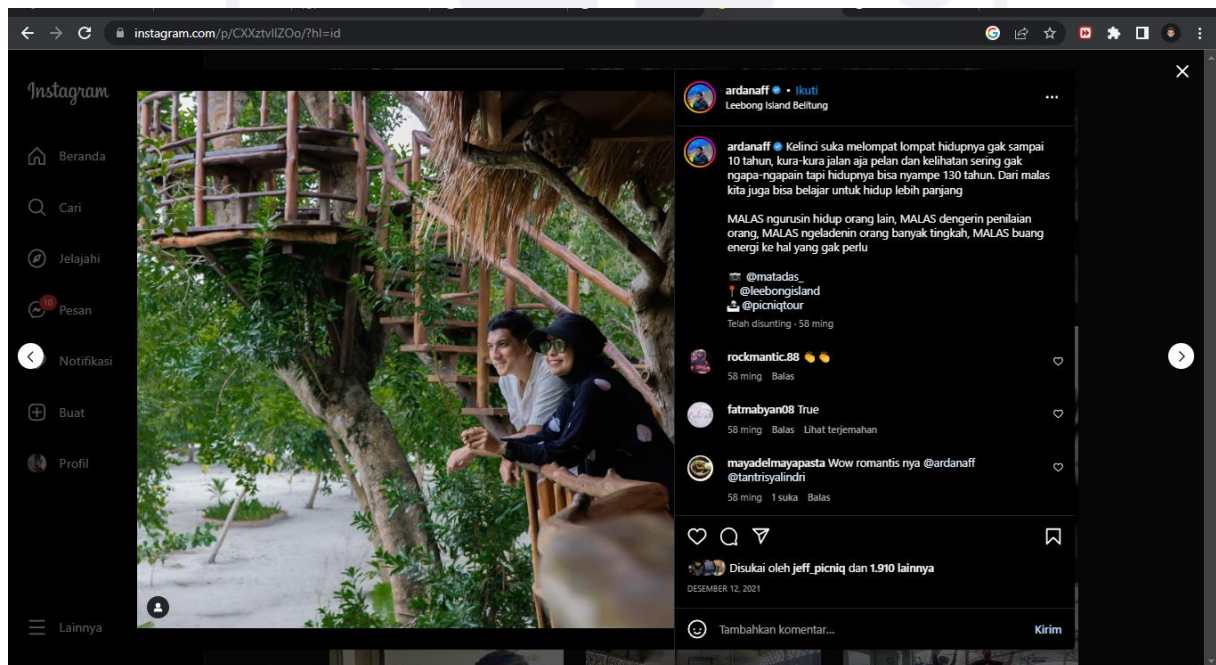 instagram.com/p/CXXztvllZOo/?hl=id
Instagram
Beranda
Cari
Jelajahi
10
Pesan
Notifikasi
Buat
Profil
Lainnya
ardanaff • Ikuti
Leebong Island Belitung
ardanaff Kelinci suka melompat lompat hidupnya gak sampai
10 tahun, kura-kura jalan aja pelan dan kelihatan sering gak
ngapa-ngapain tapi hidupnya bisa nyampe 130 tahun. Dari malas
kita juga bisa belajar untuk hidup lebih panjang
MALAS ngurusin hidup orang lain, MALAS dengerin penilaian
orang, MALAS ngeladenin orang banyak tingkah, MALAS buang
energi ke hal yang gak perlu
📷 @matadas_
📍 @leebongisland
@picniqtour
Telah disunting · 58 ming
rockmantic.88 👏👏
58 ming Balas
fatmabyan08 True
58 ming Balas Lihat terjemahan
mayadelmayapasta Wow romantis nya @ardanaff
@tantrisyalindri
58 ming 1 suka Balas
Disukai oleh jeff_picniq dan 1.910 lainnya
DESEMBER 12, 2021
Tambahkan komentar...
Kirim